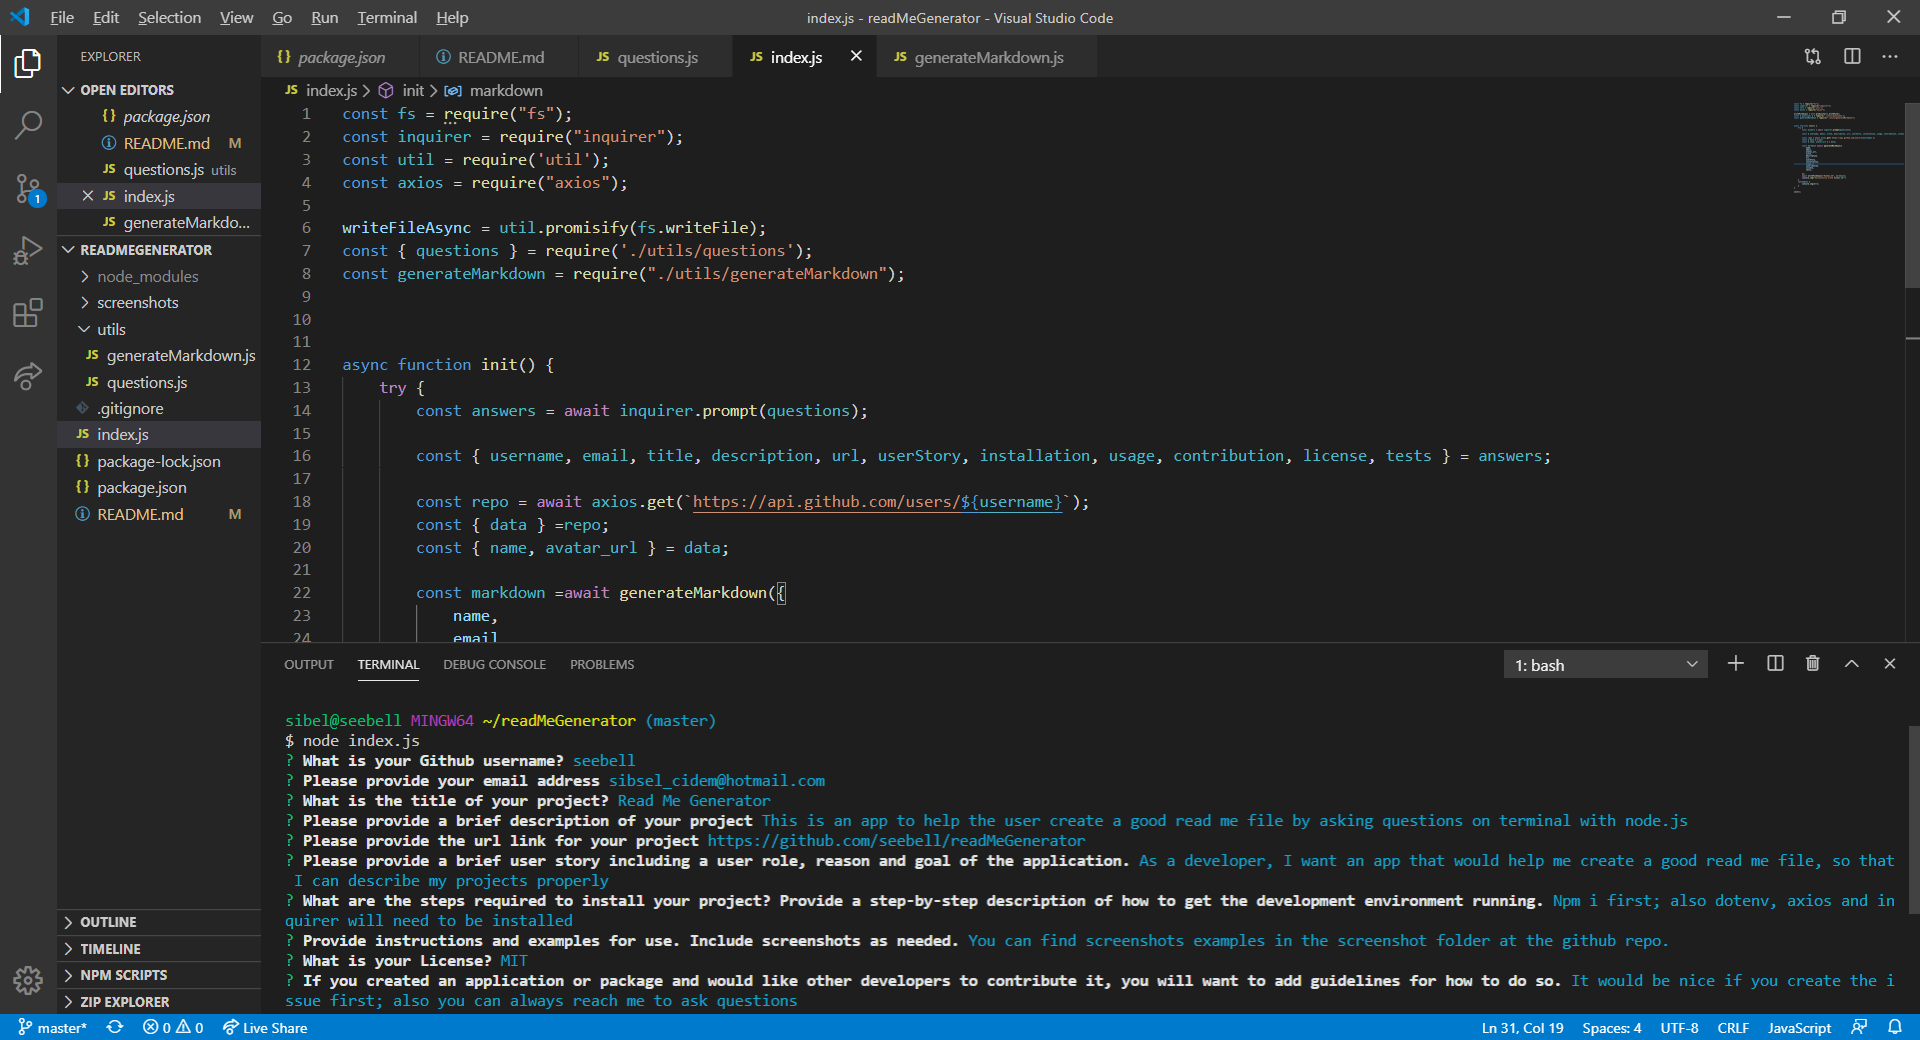 File Edit Selection View Go Run Terminal Help
index.js - readMeGenerator - Visual Studio Code
EXPLORER
OPEN EDITORS
{} package.json
README.md M
JS questions.js utils
JS index.js
JS generateMarkdo...
READMEGENERATOR
node_modules
screenshots
utils
JS generateMarkdown.js
JS questions.js
.gitignore
JS index.js
{} package-lock.json
{} package.json
README.md M
OUTLINE
TIMELINE
NPM SCRIPTS
ZIP EXPLORER
1
{} package.json
README.md
JS questions.js
JS index.js
JS generateMarkdown.js
JS index.js > init > markdown
1 const fs = require("fs");
2 const inquirer = require("inquirer");
3 const util = require('util');
4 const axios = require("axios");
5
6 writeFileAsync = util.promisify(fs.writeFile);
7 const { questions } = require('./utils/questions');
8 const generateMarkdown = require("./utils/generateMarkdown");
9
10
11
12 async function init() {
13 try {
14 const answers = await inquirer.prompt(questions);
15
16 const { username, email, title, description, url, userStory, installation, usage, contribution, license, tests } = answers;
17
18 const repo = await axios.get(`https://api.github.com/users/${username}`);
19 const { data } =repo;
20 const { name, avatar_url } = data;
21
22 const markdown =await generateMarkdown({
23 name,
24 email
OUTPUT TERMINAL DEBUG CONSOLE PROBLEMS
1: bash
sibel@seebell MINGW64 ~/readMeGenerator (master)
$ node index.js
? What is your Github username? seebell
? Please provide your email address sibsel_cidem@hotmail.com
? What is the title of your project? Read Me Generator
? Please provide a brief description of your project This is an app to help the user create a good read me file by asking questions on terminal with node.js
? Please provide the url link for your project https://github.com/seebell/readMeGenerator
? Please provide a brief user story including a user role, reason and goal of the application. As a developer, I want an app that would help me create a good read me file, so that
I can describe my projects properly
? What are the steps required to install your project? Provide a step-by-step description of how to get the development environment running. Npm i first; also dotenv, axios and in
quirer will need to be installed
? Provide instructions and examples for use. Include screenshots as needed. You can find screenshots examples in the screenshot folder at the github repo.
? What is your License? MIT
? If you created an application or package and would like other developers to contribute it, you will want to add guidelines for how to do so. It would be nice if you create the i
ssue first; also you can always reach me to ask questions
master* 0 0 Live Share
Ln 31, Col 19 Spaces: 4 UTF-8 CRLF JavaScript